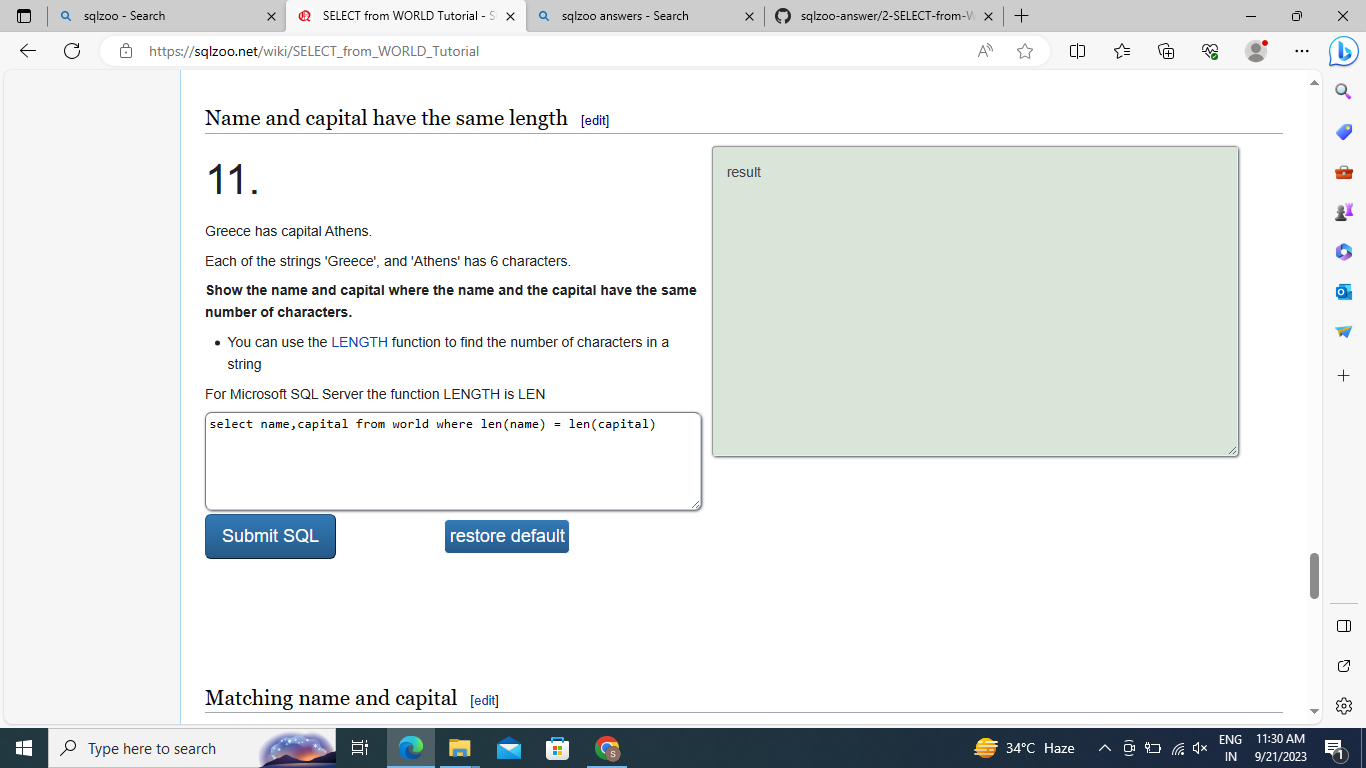 sqlzoo - Search
SELECT from WORLD Tutorial - S
sqlzoo answers - Search
sqlzoo-answer/2-SELECT-from-W
https://sqlzoo.net/wiki/SELECT_from_WORLD_Tutorial
Name and capital have the same length [edit]
11.
result
Greece has capital Athens.
Each of the strings 'Greece', and 'Athens' has 6 characters.
Show the name and capital where the name and the capital have the same
number of characters.
• You can use the LENGTH function to find the number of characters in a
string
For Microsoft SQL Server the function LENGTH is LEN
select name,capital from world where len(name) = len(capital)
Submit SQL
restore default
Matching name and capital [edit]
Type here to search
34°C Haze
ENG
IN
11:30 AM
9/21/2023
1